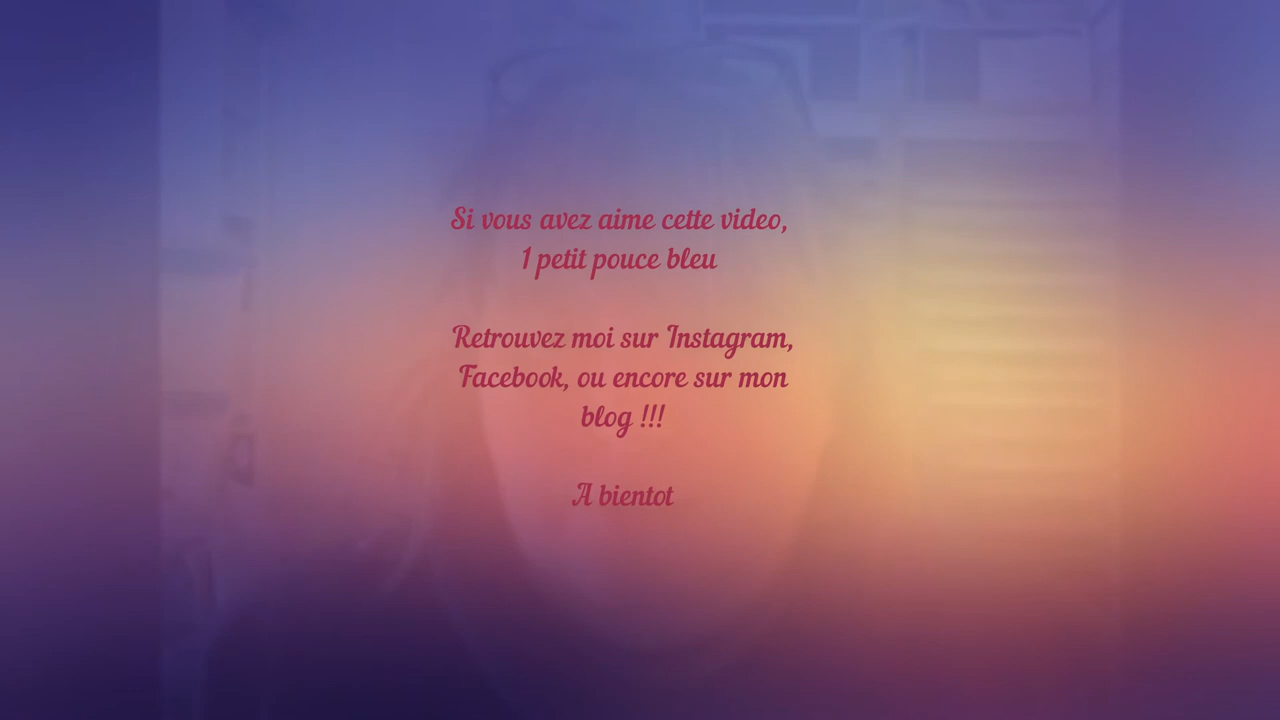 Si vous avez aime cette video,
1 petit pouce bleu
Retrouvez moi sur Instagram,
Facebook, ou encore sur mon
blog !!!
A bientot